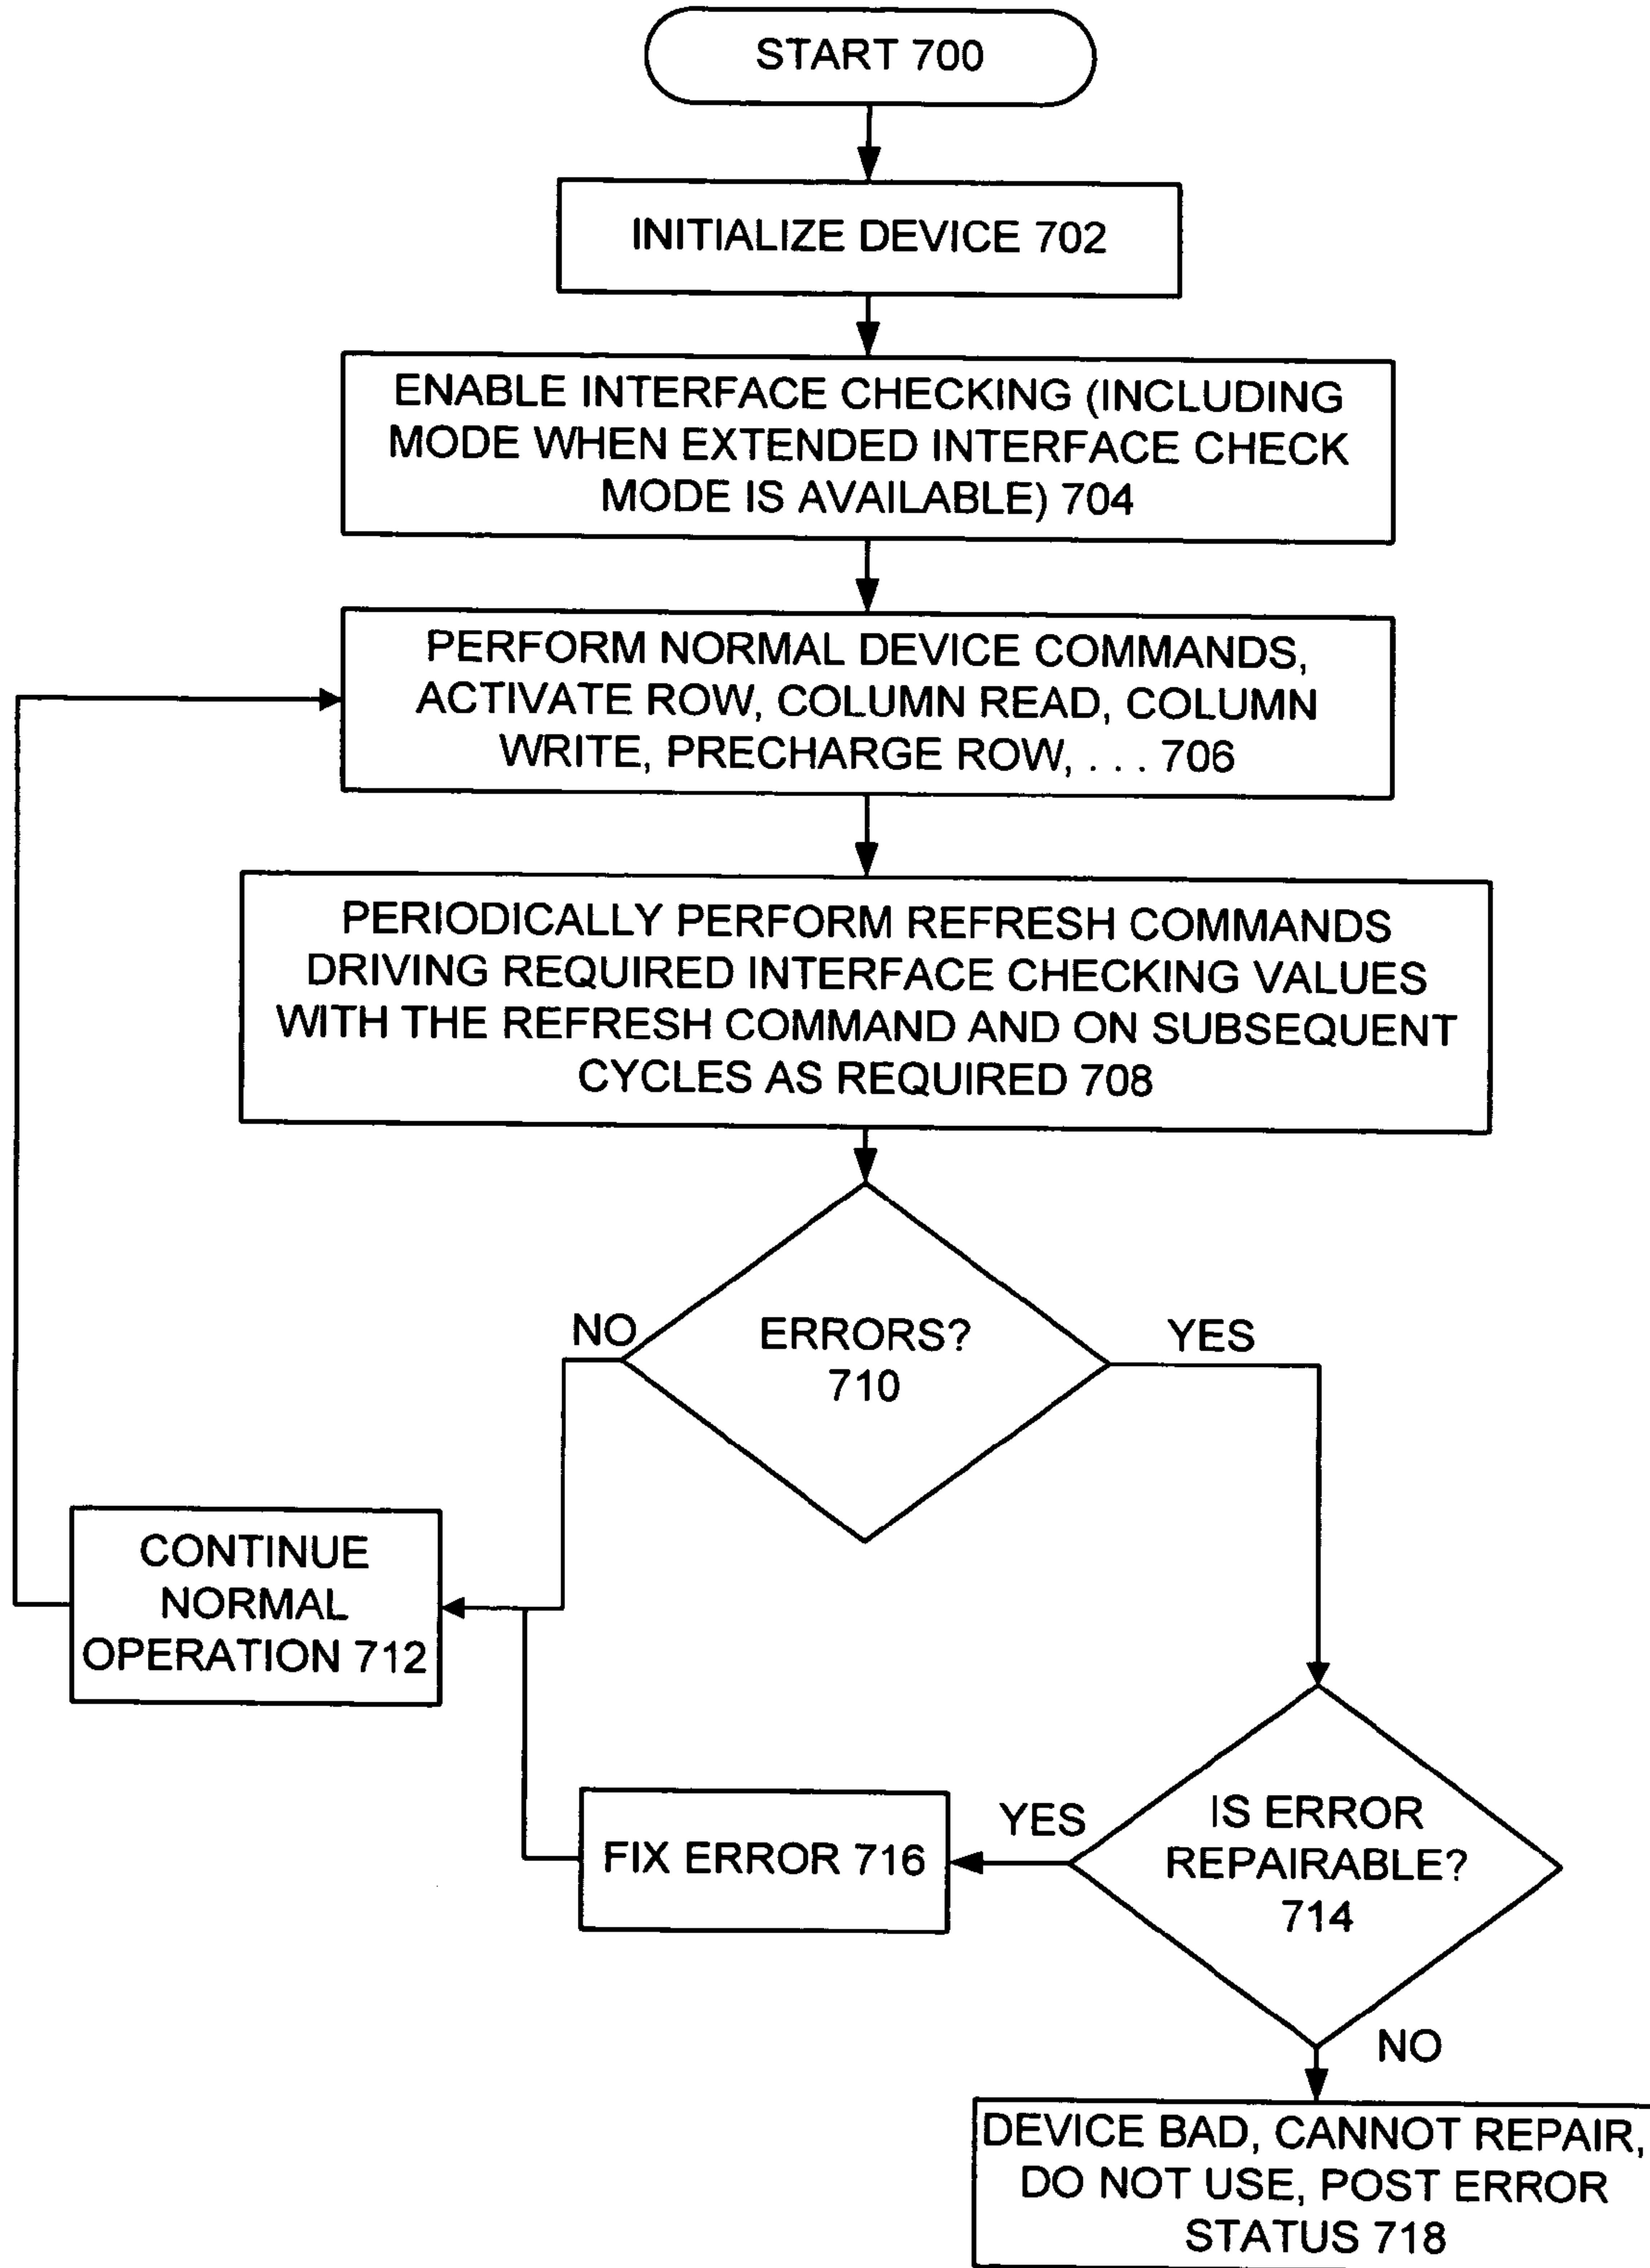 START 700
INITIALIZE DEVICE 702
ENABLE INTERFACE CHECKING (INCLUDING
MODE WHEN EXTENDED INTERFACE CHECK
MODE IS AVAILABLE) 704
PERFORM NORMAL DEVICE COMMANDS,
ACTIVATE ROW, COLUMN READ, COLUMN
WRITE, PRECHARGE ROW, . . . 706
PERIODICALLY PERFORM REFRESH COMMANDS
DRIVING REQUIRED INTERFACE CHECKING VALUES
WITH THE REFRESH COMMAND AND ON SUBSEQUENT
CYCLES AS REQUIRED 708
NO
ERRORS?
710
YES
CONTINUE
NORMAL
OPERATION 712
IS ERROR
REPAIRABLE?
714
YES
FIX ERROR 716
NO
DEVICE BAD, CANNOT REPAIR,
DO NOT USE, POST ERROR
STATUS 718